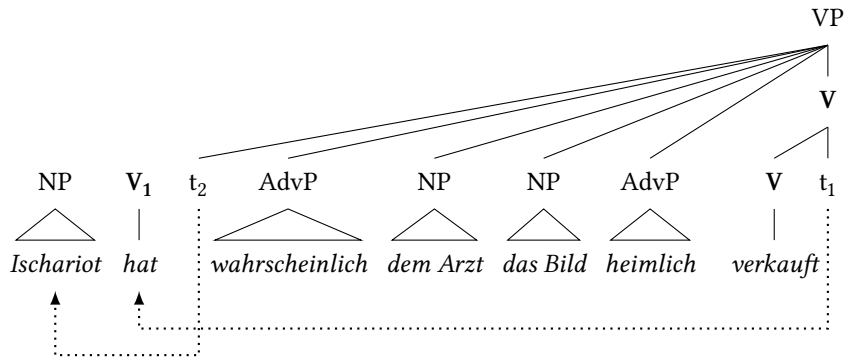 VP
V
NP V₁ t₂ AdvP NP NP AdvP V t₁
Ischariot hat wahrscheinlich dem Arzt das Bild heimlich verkauft